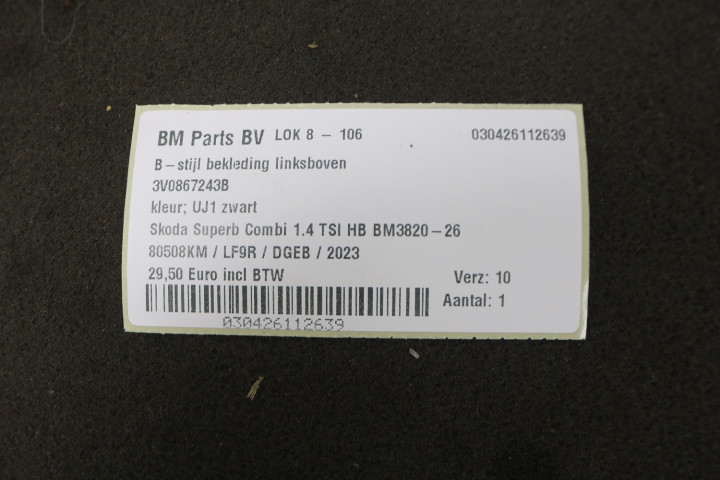 BM Parts BV LOK 8 - 106 030426112639
B-stijl bekleding linksboven
3V0867243B
kleur; UJ1 zwart
Skoda Superb Combi 1.4 TSI HB BM3820-26
80508KM / LF9R / DGEB / 2023
29,50 Euro incl BTW Verz: 10
Aantal: 1
030426112639